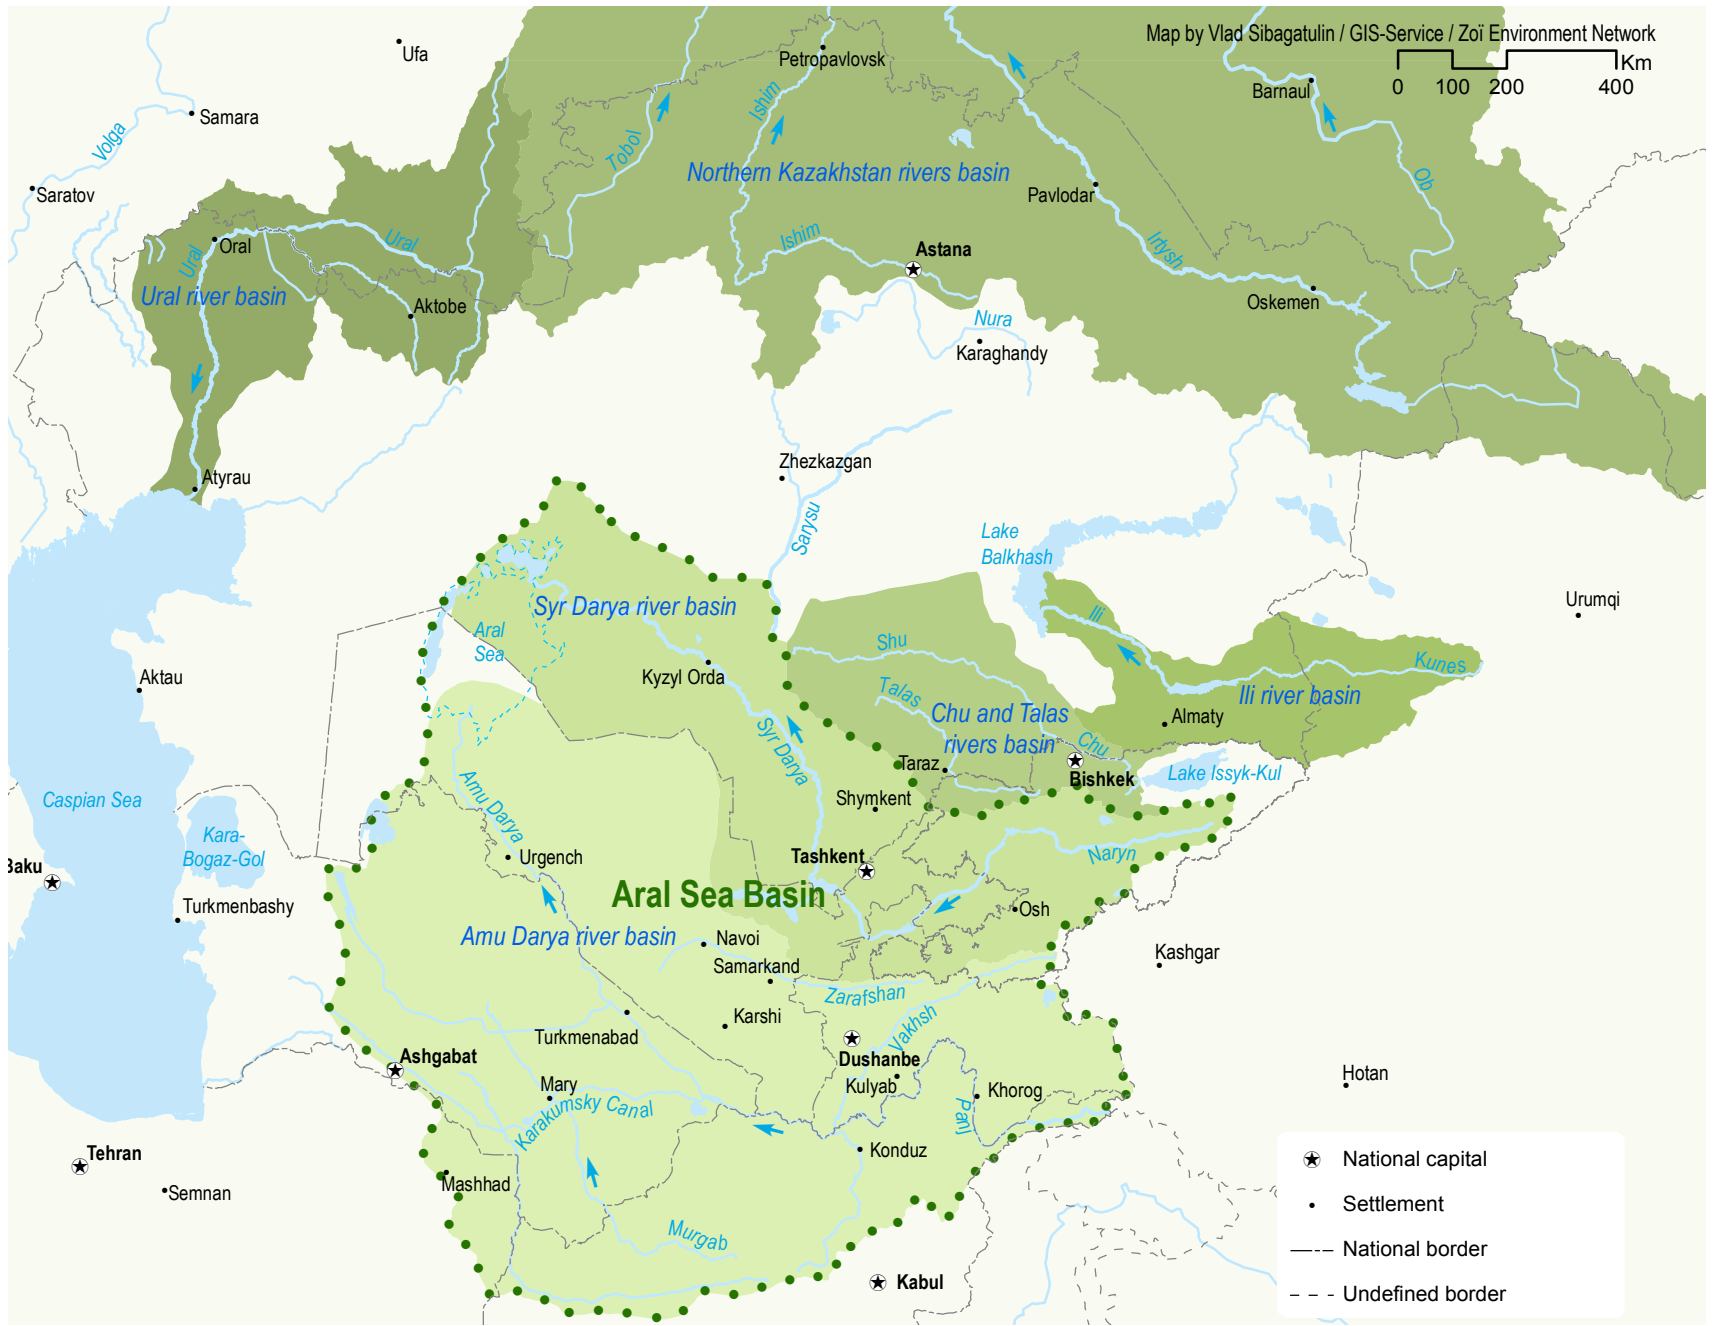 Map by Vlad Sibagatulin / GIS-Service / Zoï Environment Network
Km
0 100 200 400
Ufa
Petropavlovsk
Barnaul
Samara
Volga
Ishim
Tobol
Saratov
Northern Kazakhstan rivers basin
Pavlodar
Ob
Oral
Ural
Ural
Ishim
Astana
Irtysh
Ural river basin
Aktobe
Oskemen
Nura
Karaghandy
Atyrau
Zhezkazgan
Sarysu
Lake
Balkhash
Syr Darya river basin
Aral
Sea
Ili
Urumqi
Shu
Kunes
Aktau
Kyzyl Orda
Talas
Ili river basin
Chu and Talas
rivers basin
Almaty
Syr Darya
Chu
Taraz
Bishkek
Lake Issyk-Kul
Caspian Sea
Amu Darya
Shymkent
Kara-
Bogaz-Gol
Baku
Urgench
Tashkent
Naryn
Aral Sea Basin
Turkmenbashy
Osh
Amu Darya river basin
Navoi
Samarkand
Kashgar
Zarafshan
Karshi
Vakhsh
Turkmenabad
Ashgabat
Dushanbe
Mary
Kulyab
Khorog
Hotan
Karakumsky Canal
Panj
Tehran
Konduz
Semnan
Mashhad
Murgab
Kabul
National capital
Settlement
National border
Undefined border